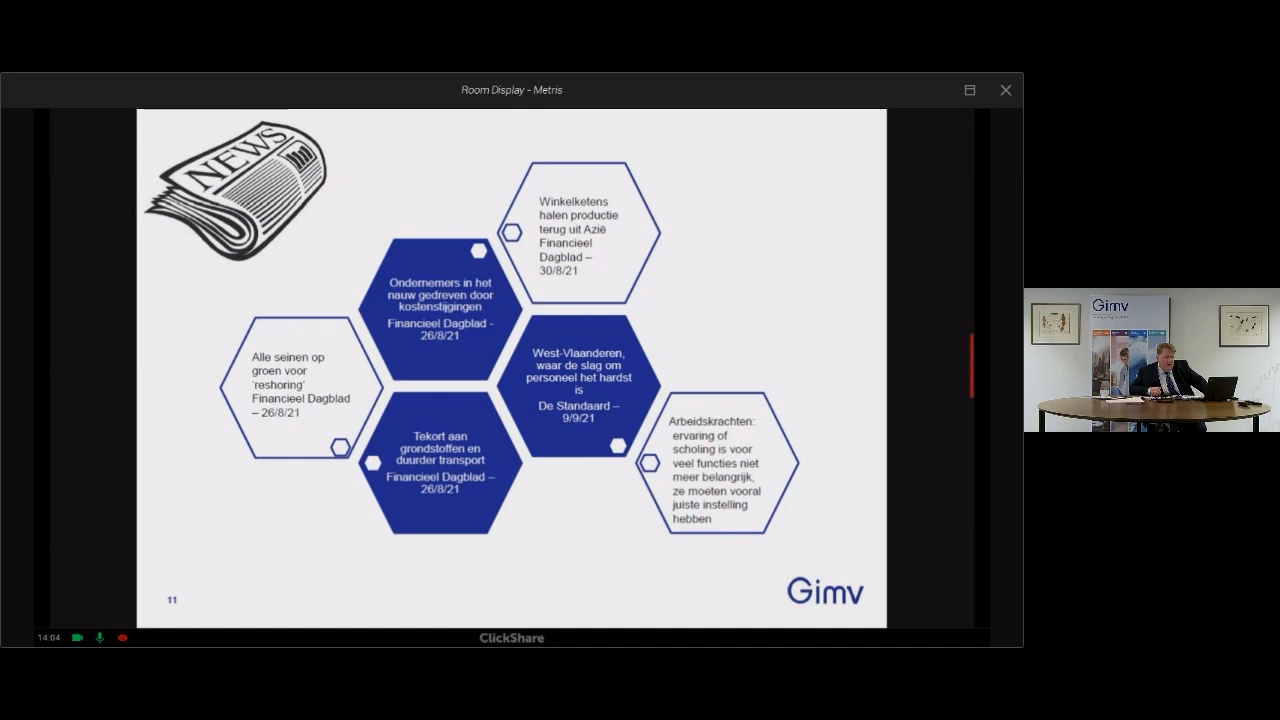 Room Display - Metris
NEWS
Winkelketens
halen productie
terug uit Azië
Financieel
Dagblad –
30/8/21
Ondernemers in het
nauw gedreven door
kostenstijgingen
Financieel Dagblad -
26/8/21
Alle seinen op
groen voor
'reshoring'
Financieel Dagblad
– 26/8/21
West-Vlaanderen,
waar de slag om
personeel het hardst
is
De Standaard –
9/9/21
Tekort aan
grondstoffen en
duurder transport
Financieel Dagblad –
26/8/21
Arbeidskrachten:
ervaring of
scholing is voor
veel functies niet
meer belangrijk,
ze moeten vooral
juiste instelling
hebben
11
Gimv
14:04
ClickShare
Gimv